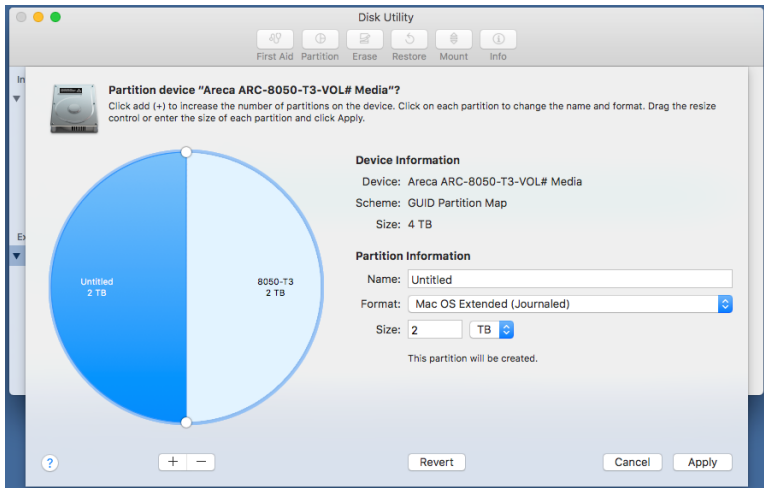 Disk Utility
First Aid Partition Erase Restore Mount Info
In
Partition device "Areca ARC-8050-T3-VOL# Media"?
Click add (+) to increase the number of partitions on the device. Click on each partition to change the name and format. Drag the resize
control or enter the size of each partition and click Apply.
Device Information
Device: Areca ARC-8050-T3-VOL# Media
Scheme: GUID Partition Map
Size: 4 TB
Ex
Partition Information
Untitled
2 TB
8050-T3
2 TB
Name: Untitled
Format: Mac OS Extended (Journaled)
Size: 2 TB
This partition will be created.
? + − Revert Cancel Apply